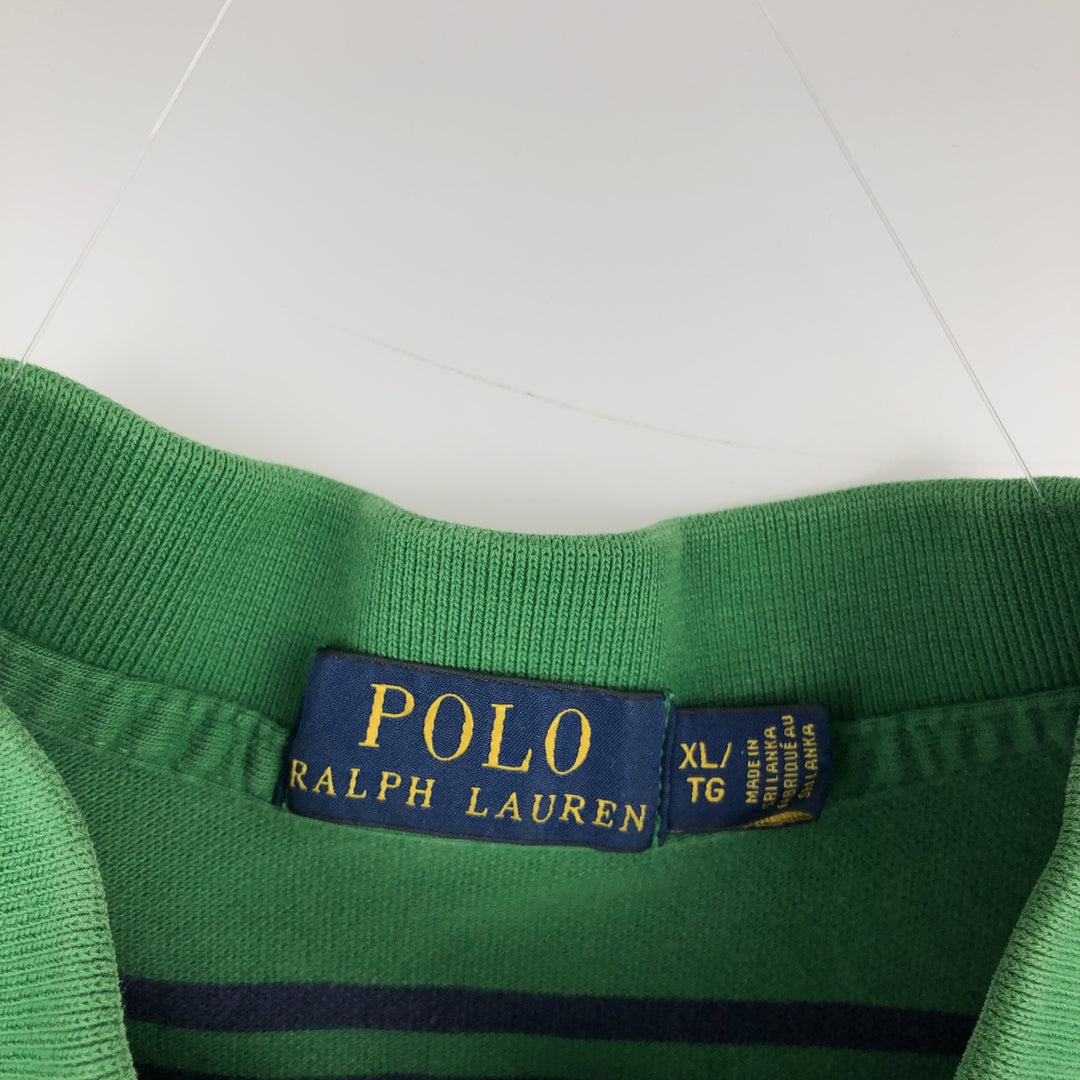 POLO
RALPH LAUREN
XL/
TG
MADE IN
SRI LANKA
FABRIQUÉ AU
SRI LANKA